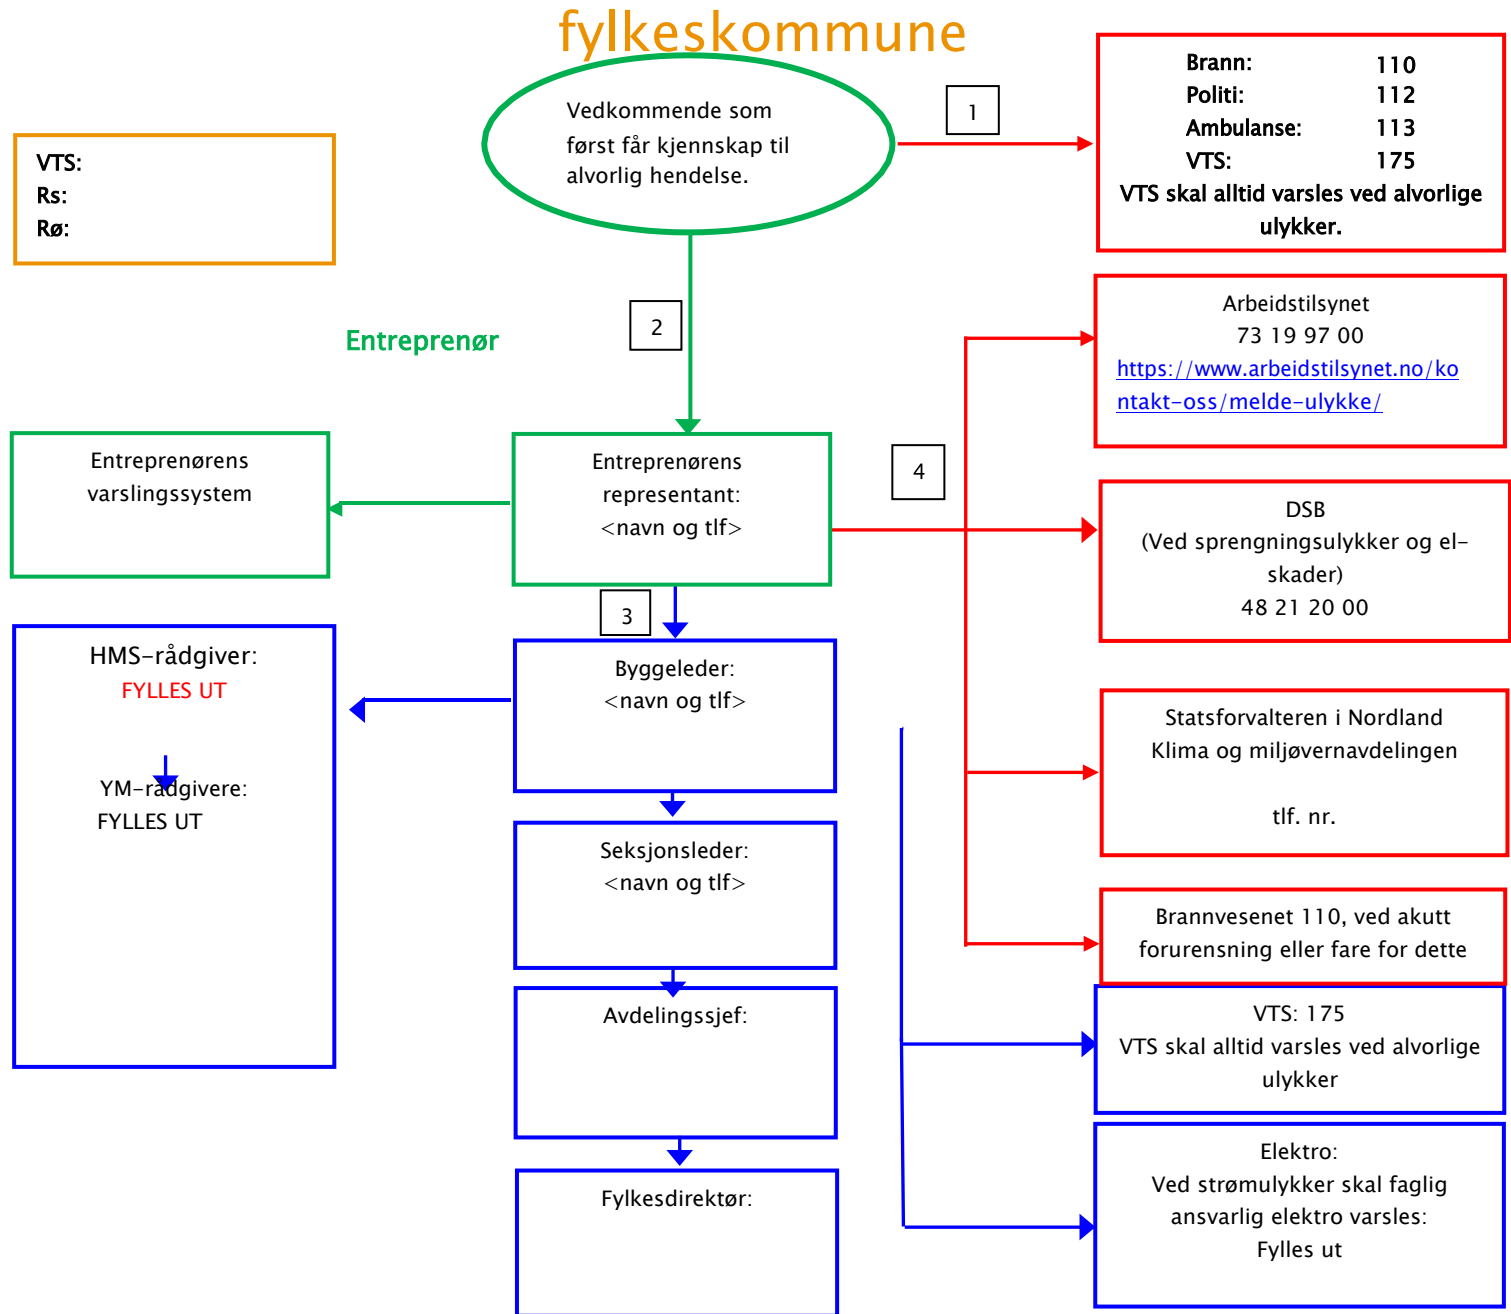 fylkeskommune
Vedkommende som
først får kjennskap til
alvorlig hendelse.
1
Brann: 110
Politi: 112
Ambulanse: 113
VTS: 175
VTS skal alltid varsles ved alvorlige
ulykker.
VTS:
Rs:
Rø:
2
Entreprenør
Arbeidstilsynet
73 19 97 00
https://www.arbeidstilsynet.no/ko
ntakt-oss/melde-ulykke/
Entreprenørens
varslingssystem
Entreprenørens
representant:
<navn og tlf>
4
DSB
(Ved sprengningsulykker og el-
skader)
48 21 20 00
3
HMS-rådgiver:
FYLLES UT
YM-rådgivere:
FYLLES UT
Byggeleder:
<navn og tlf>
Statsforvalteren i Nordland
Klima og miljøvernavdelingen
tlf. nr.
Seksjonsleder:
<navn og tlf>
Brannvesenet 110, ved akutt
forurensning eller fare for dette
Avdelingssjef:
VTS: 175
VTS skal alltid varsles ved alvorlige
ulykker
Fylkesdirektør:
Elektro:
Ved strømulykker skal faglig
ansvarlig elektro varsles:
Fylles ut